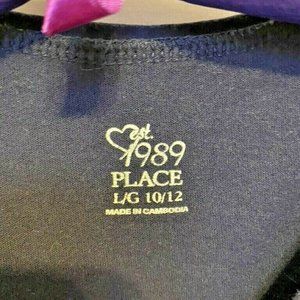 est.
1989
PLACE
L/G 10/12
MADE IN CAMBODIA